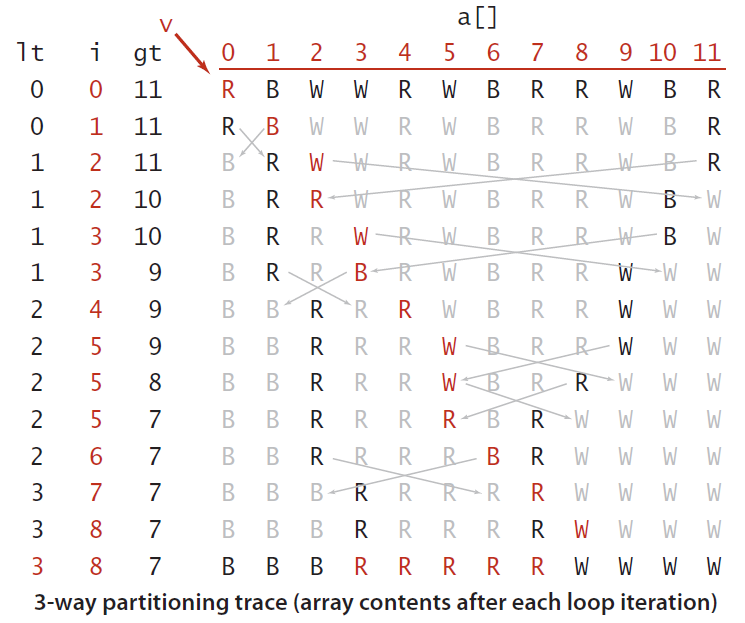 v a[]
lt i gt 0 1 2 3 4 5 6 7 8 9 10 11
0 0 11 R B W W R W B R R W B R
0 1 11 R B W W R W B R R W B R
1 2 11 B R W W R W B R R W B R
1 2 10 B R R W R W B R R W B W
1 3 10 B R R W R W B R R W B W
1 3 9 B R R B R W B R R W W W
2 4 9 B B R R R W B R R W W W
2 5 9 B B R R R W B R R W W W
2 5 8 B B R R R W B R R W W W
2 5 7 B B R R R R B R W W W W
2 6 7 B B R R R R B R W W W W
3 7 7 B B B R R R R R W W W W
3 8 7 B B B R R R R R W W W W
3 8 7 B B B R R R R R W W W W
3-way partitioning trace (array contents after each loop iteration)